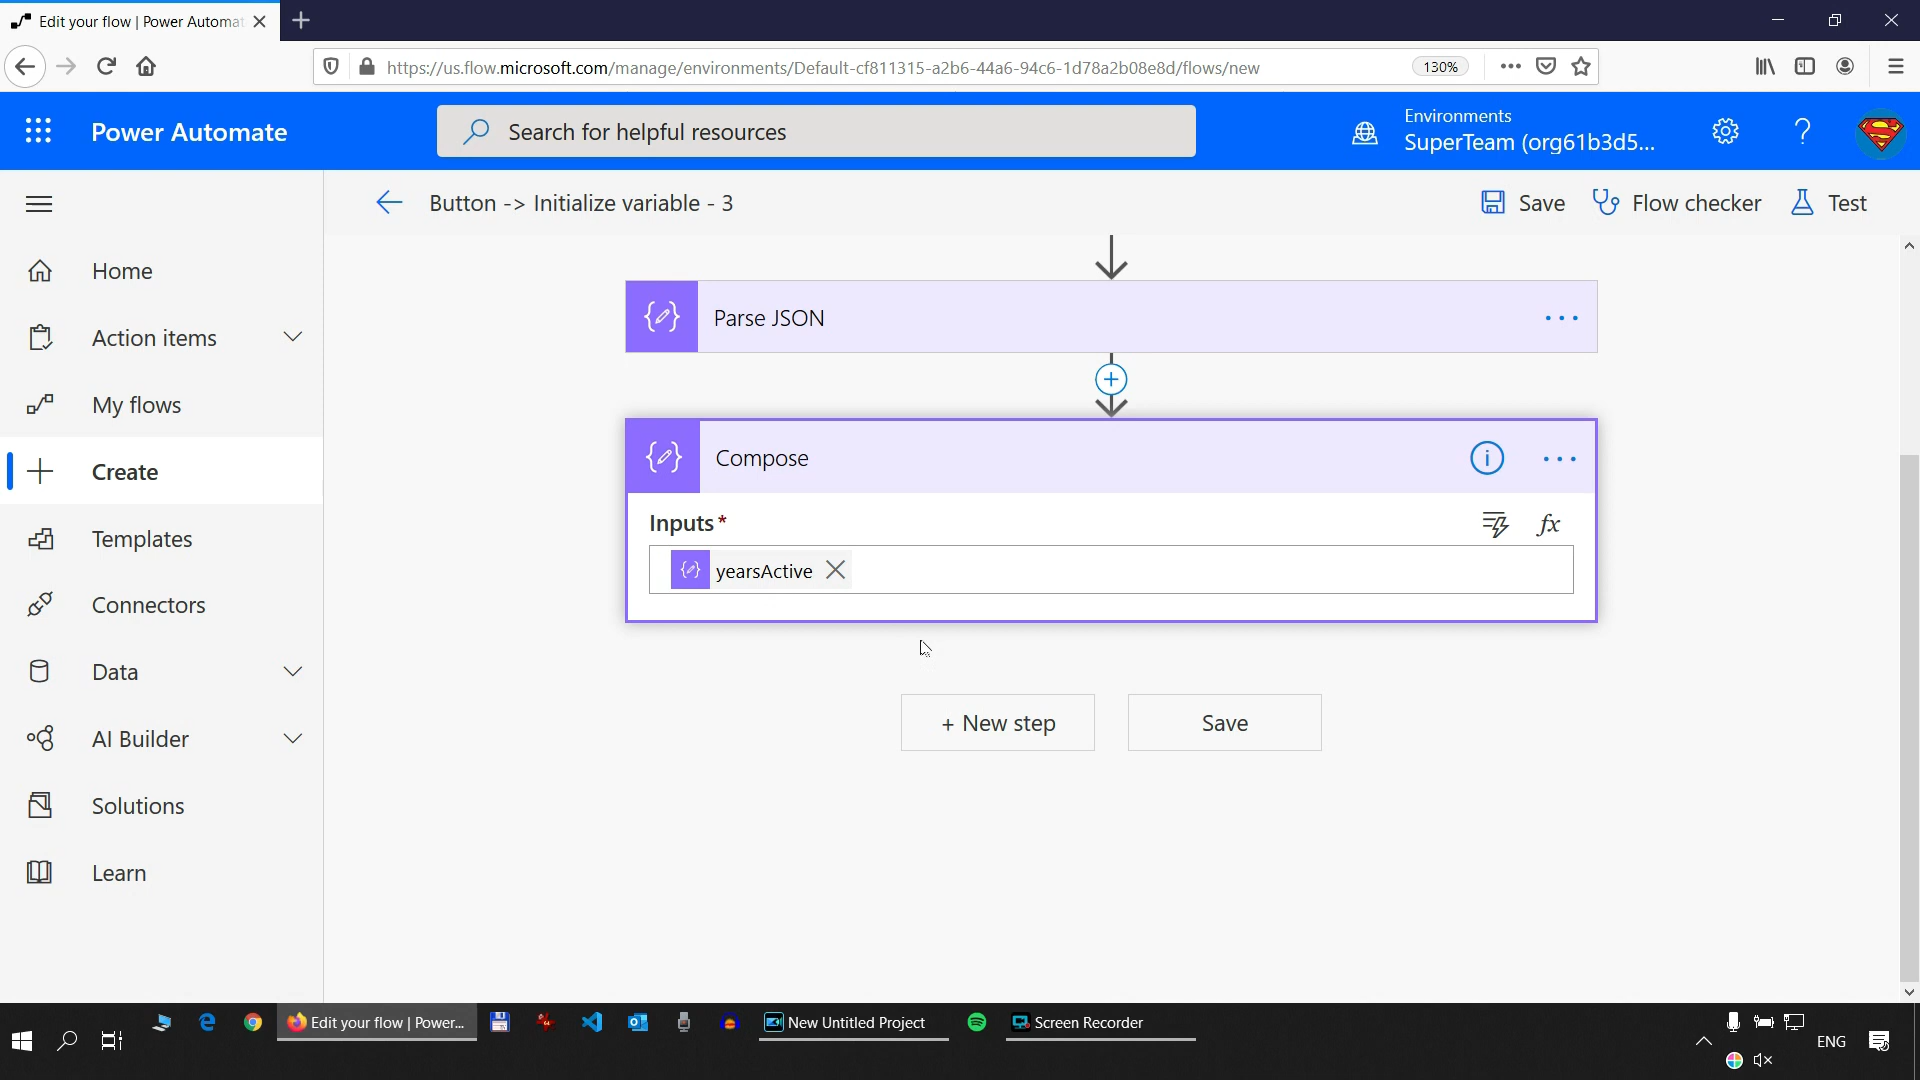 Edit your flow | Power Automat
https://us.flow.microsoft.com/manage/environments/Default-cf811315-a2b6-44a6-94c6-1d78a2b08e8d/flows/new
130%
Power Automate
Search for helpful resources
Environments
SuperTeam (org61b3d5...
Button -> Initialize variable - 3
Save
Flow checker
Test
Home
Action items
My flows
Create
Templates
Connectors
Data
AI Builder
Solutions
Learn
Parse JSON
Compose
Inputs*
fx
yearsActive
+ New step
Save
Edit your flow | Power...
New Untitled Project
Screen Recorder
ENG